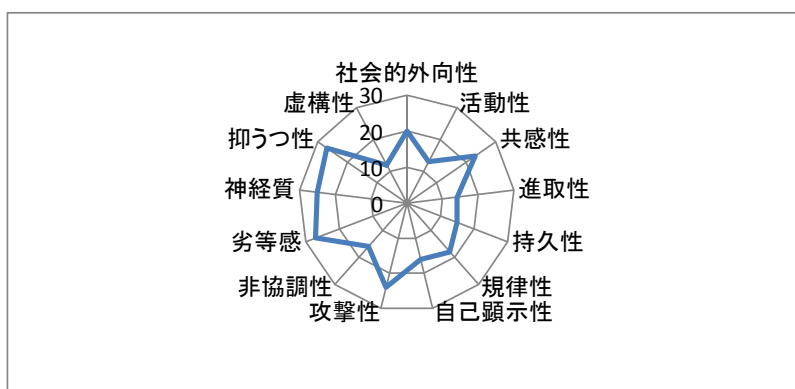 社会的外向性
活動性
共感性
進取性
持久性
規律性
自己顕示性
攻撃性
非協調性
劣等感
神経質
抑うつ性
虚構性
30
20
10
0